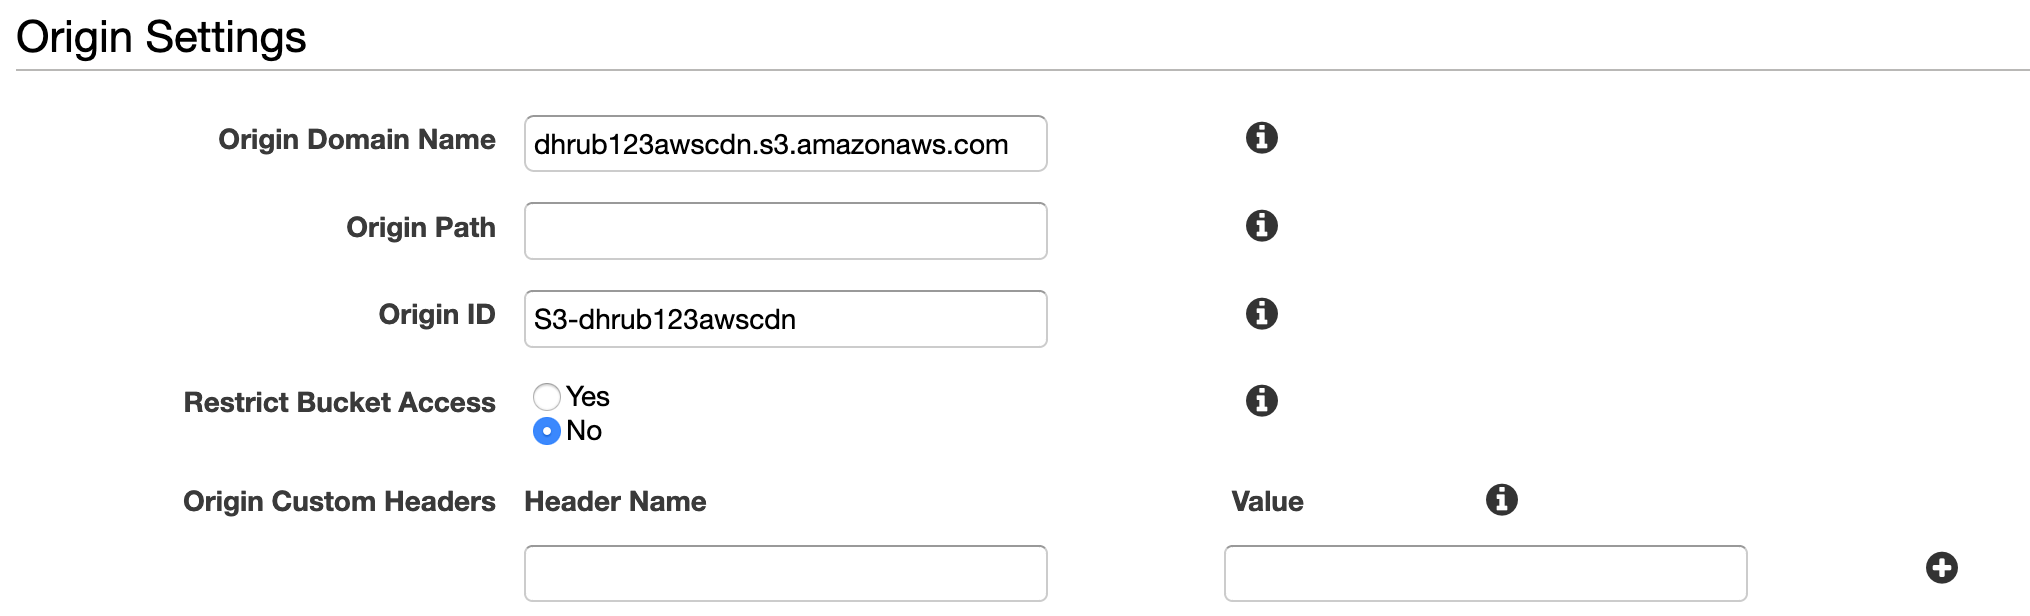 Origin Settings
Origin Domain Name dhrub123awscdn.s3.amazonaws.com
Origin Path
Origin ID S3-dhrub123awscdn
Restrict Bucket Access Yes
No
Origin Custom Headers Header Name Value